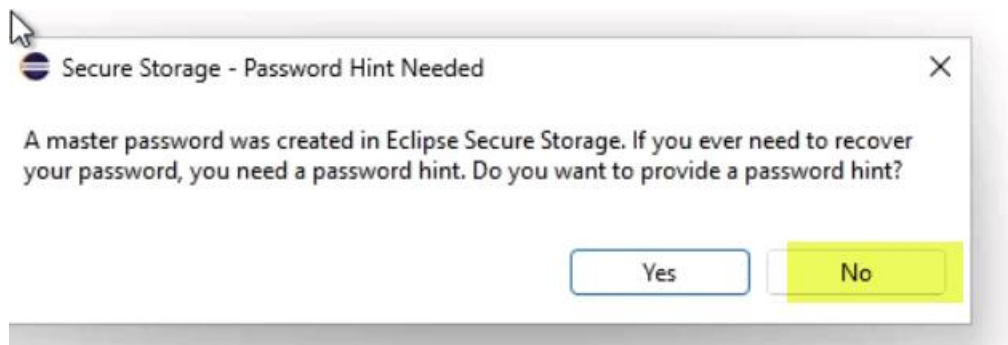 Secure Storage - Password Hint Needed
A master password was created in Eclipse Secure Storage. If you ever need to recover
your password, you need a password hint. Do you want to provide a password hint?
Yes No